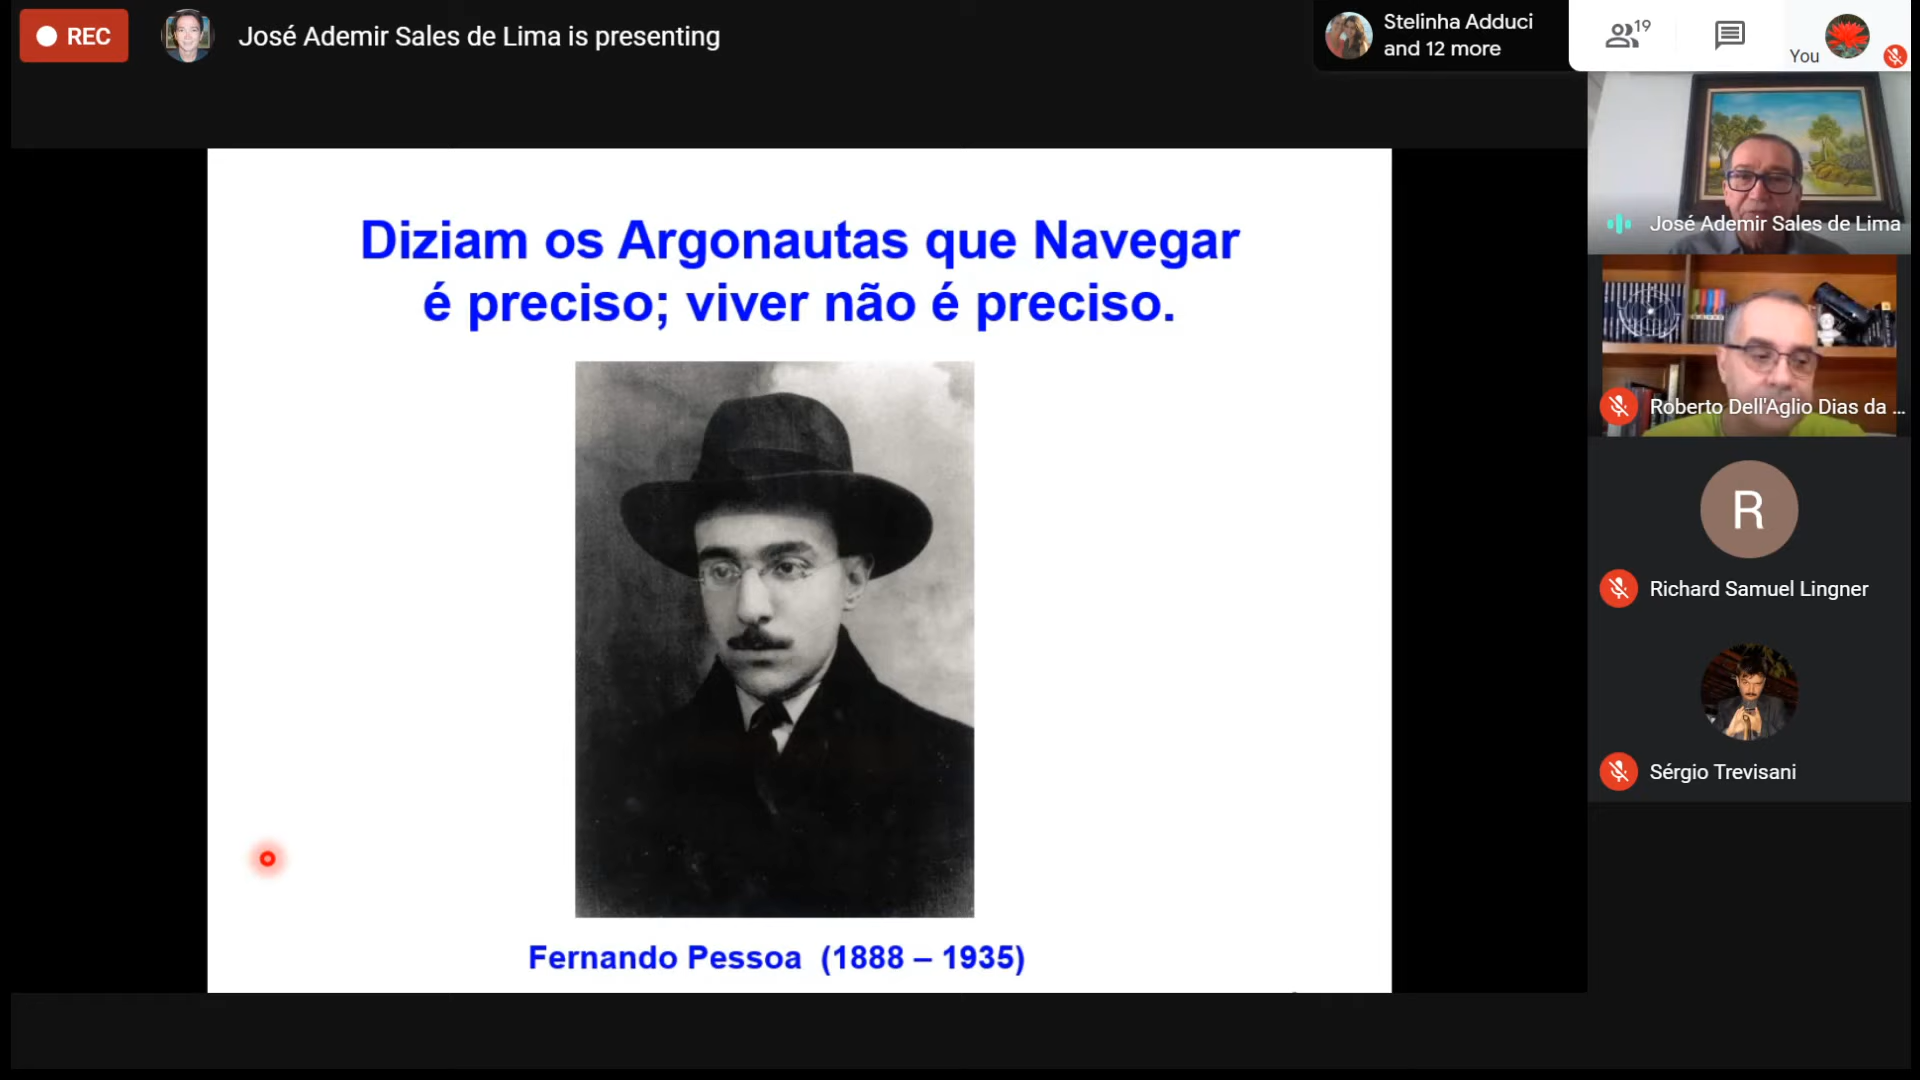 REC
José Ademir Sales de Lima is presenting
Stelinha Adduci
and 12 more
19
You
Diziam os Argonautas que Navegar
é preciso; viver não é preciso.
Fernando Pessoa (1888 – 1935)
José Ademir Sales de Lima
Roberto Dell'Aglio Dias da ...
R
Richard Samuel Lingner
Sérgio Trevisani